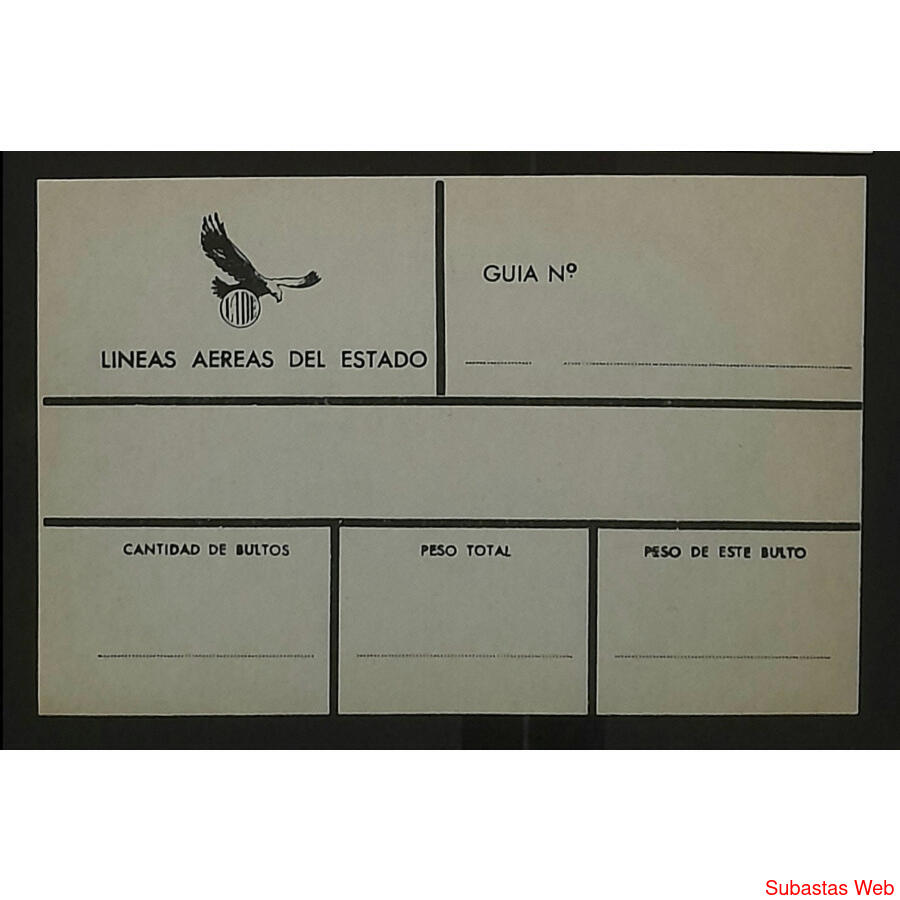 LADE
LINEAS AEREAS DEL ESTADO
GUIA Nº
CANTIDAD DE BULTOS
PESO TOTAL
PESO DE ESTE BULTO
Subastas Web